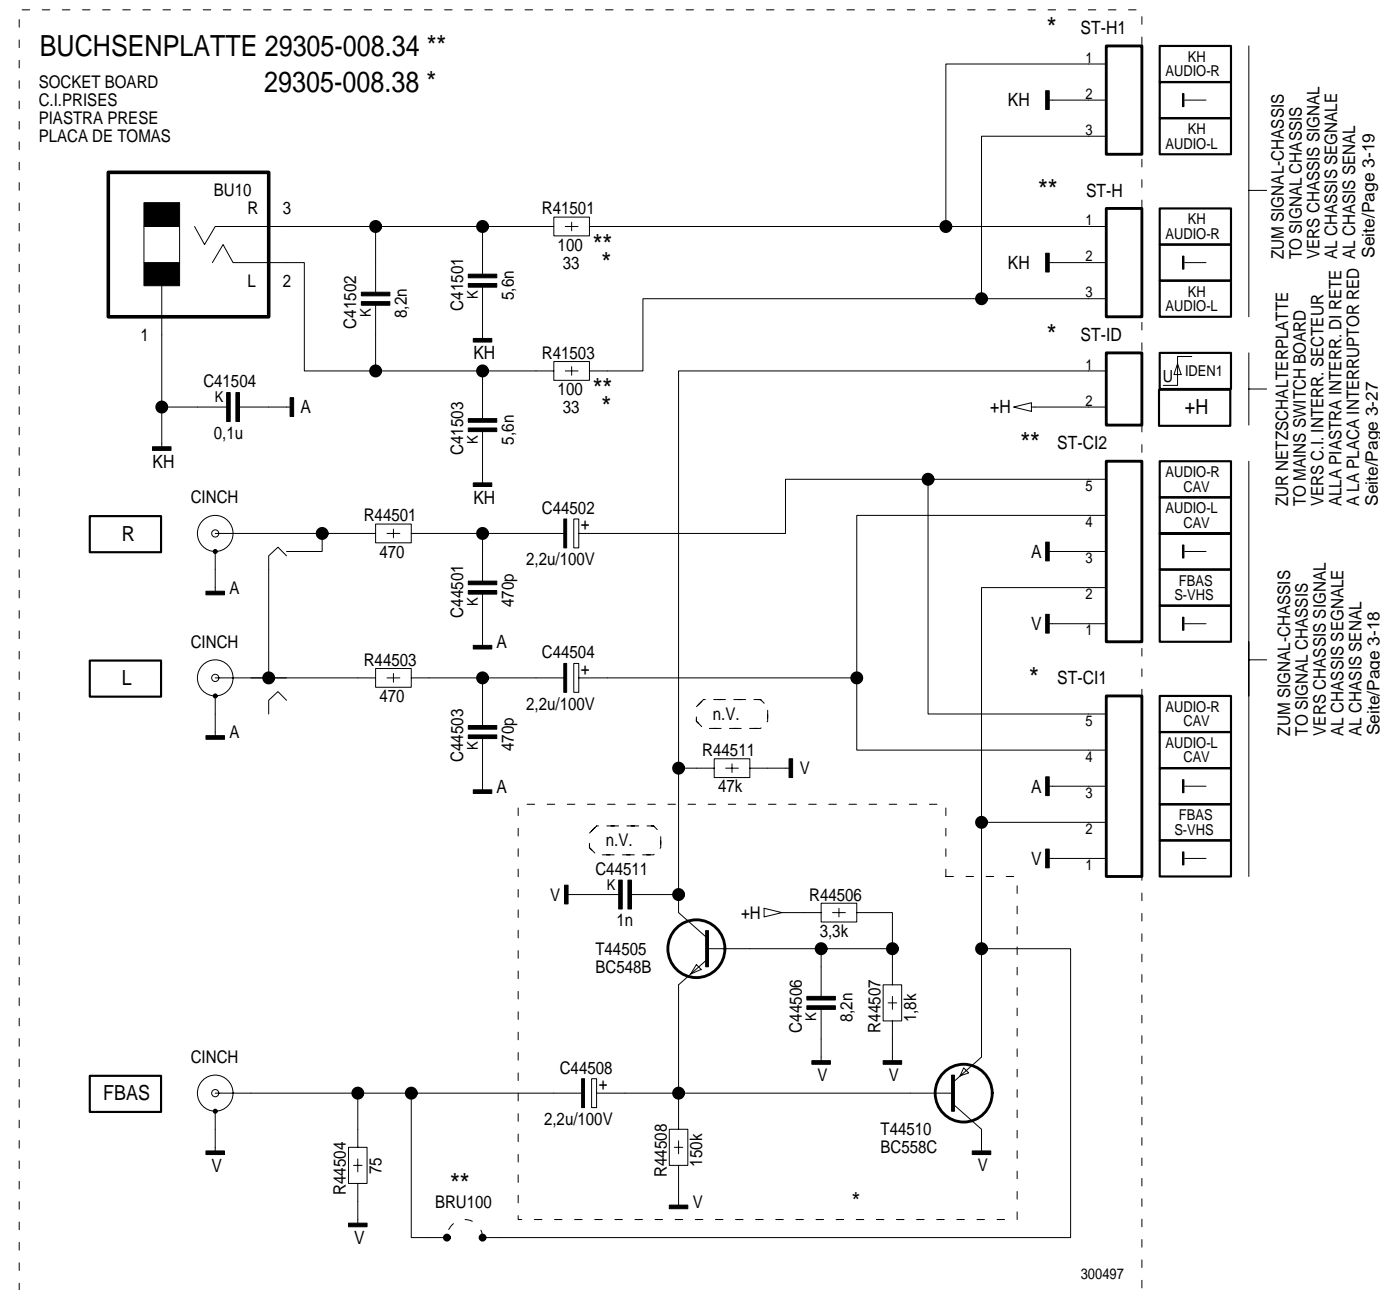 BUCHSENPLATTE 29305-008.34 **
29305-008.38 *
SOCKET BOARD
C.I.PRISES
PIASTRA PRESE
PLACA DE TOMAS
* ST-H1
1
KH
AUDIO-R
KH
2
3
KH
AUDIO-L
** ST-H
1
KH
AUDIO-R
KH
2
3
KH
AUDIO-L
ZUM SIGNAL-CHASSIS
TO SIGNAL CHASSIS
VERS CHASSIS SIGNAL
AL CHASSIS SEGNALE
AL CHASIS SENAL
Seite/Page 3-19
BU10
R 3
L 2
1
C41502
K
8,2n
C41501
K
5,6n
KH
R41501
100 **
33 *
R41503
100 **
33 *
C41503
K
5,6n
KH
C41504
K
0,1u
A
KH
* ST-ID
1
U IDEN1
+H
2
+H
ZUR NETZSCHALTERPLATTE
TO MAINS SWITCH BOARD
VERS C.I. INTERR. SECTEUR
ALLA PIASTRA INTERR. DI RETE
A LA PLACA INTERRUPTOR RED
Seite/Page 3-27
** ST-CI2
5
AUDIO-R
CAV
4
AUDIO-L
CAV
A
3
2
FBAS
S-VHS
V
1
* ST-CI1
5
AUDIO-R
CAV
4
AUDIO-L
CAV
A
3
2
FBAS
S-VHS
V
1
ZUM SIGNAL-CHASSIS
TO SIGNAL CHASSIS
VERS CHASSIS SIGNAL
AL CHASSIS SEGNALE
AL CHASIS SENAL
Seite/Page 3-18
R
CINCH
A
R44501
470
C44501
K
470p
A
C44502
+
2,2u/100V
L
CINCH
A
R44503
470
C44503
K
470p
A
C44504
+
2,2u/100V
n.V.
R44511
47k
V
n.V.
C44511
K
1n
V
T44505
BC548B
+H
R44506
3,3k
C44506
K
8,2n
V
R44507
1,8k
V
FBAS
CINCH
V
R44504
75
V
** 
BRU100
C44508
+
2,2u/100V
R44508
150k
V
T44510
BC558C
V
*
300497